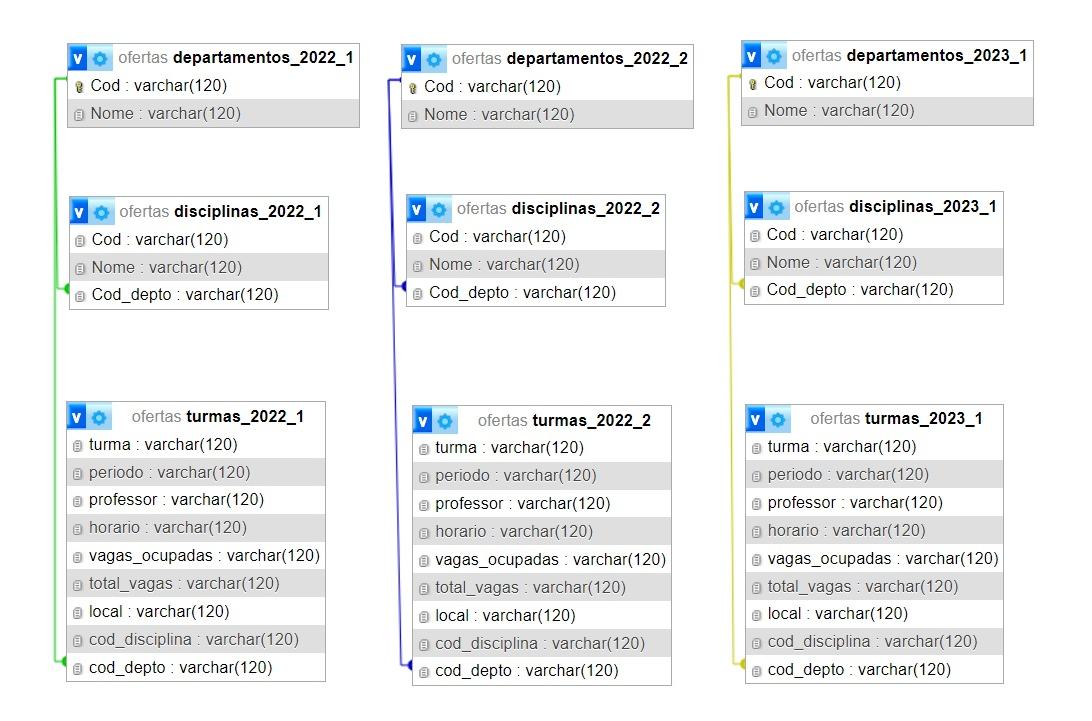 v ofertas departamentos_2022_1
Cod : varchar(120)
Nome : varchar(120)
v ofertas disciplinas_2022_1
Cod : varchar(120)
Nome : varchar(120)
Cod_depto : varchar(120)
v ofertas turmas_2022_1
turma : varchar(120)
periodo : varchar(120)
professor : varchar(120)
horario : varchar(120)
vagas_ocupadas : varchar(120)
total_vagas : varchar(120)
local : varchar(120)
cod_disciplina : varchar(120)
cod_depto : varchar(120)
v ofertas departamentos_2022_2
Cod : varchar(120)
Nome : varchar(120)
v ofertas disciplinas_2022_2
Cod : varchar(120)
Nome : varchar(120)
Cod_depto : varchar(120)
v ofertas turmas_2022_2
turma : varchar(120)
periodo : varchar(120)
professor : varchar(120)
horario : varchar(120)
vagas_ocupadas : varchar(120)
total_vagas : varchar(120)
local : varchar(120)
cod_disciplina : varchar(120)
cod_depto : varchar(120)
v ofertas departamentos_2023_1
Cod : varchar(120)
Nome : varchar(120)
v ofertas disciplinas_2023_1
Cod : varchar(120)
Nome : varchar(120)
Cod_depto : varchar(120)
v ofertas turmas_2023_1
turma : varchar(120)
periodo : varchar(120)
professor : varchar(120)
horario : varchar(120)
vagas_ocupadas : varchar(120)
total_vagas : varchar(120)
local : varchar(120)
cod_disciplina : varchar(120)
cod_depto : varchar(120)